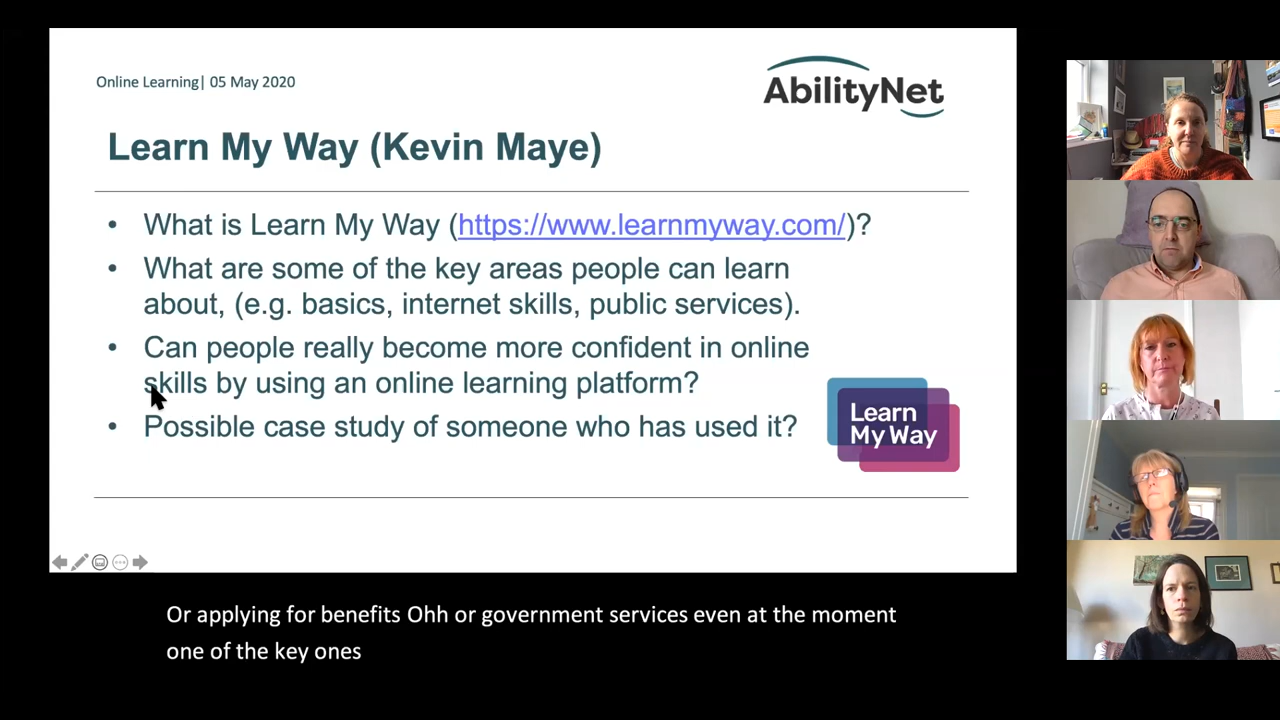 Online Learning| 05 May 2020
AbilityNet
Learn My Way (Kevin Maye)
• What is Learn My Way (https://www.learnmyway.com/)?
• What are some of the key areas people can learn
about, (e.g. basics, internet skills, public services).
• Can people really become more confident in online
skills by using an online learning platform?
• Possible case study of someone who has used it?
Learn
My Way
Or applying for benefits Ohh or government services even at the moment
one of the key ones